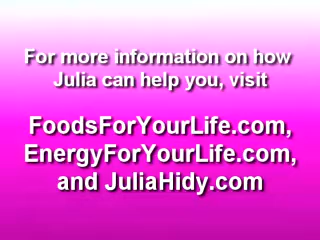 For more information on how
Julia can help you, visit
FoodsForYourLife.com,
EnergyForYourLife.com,
and JuliaHidy.com